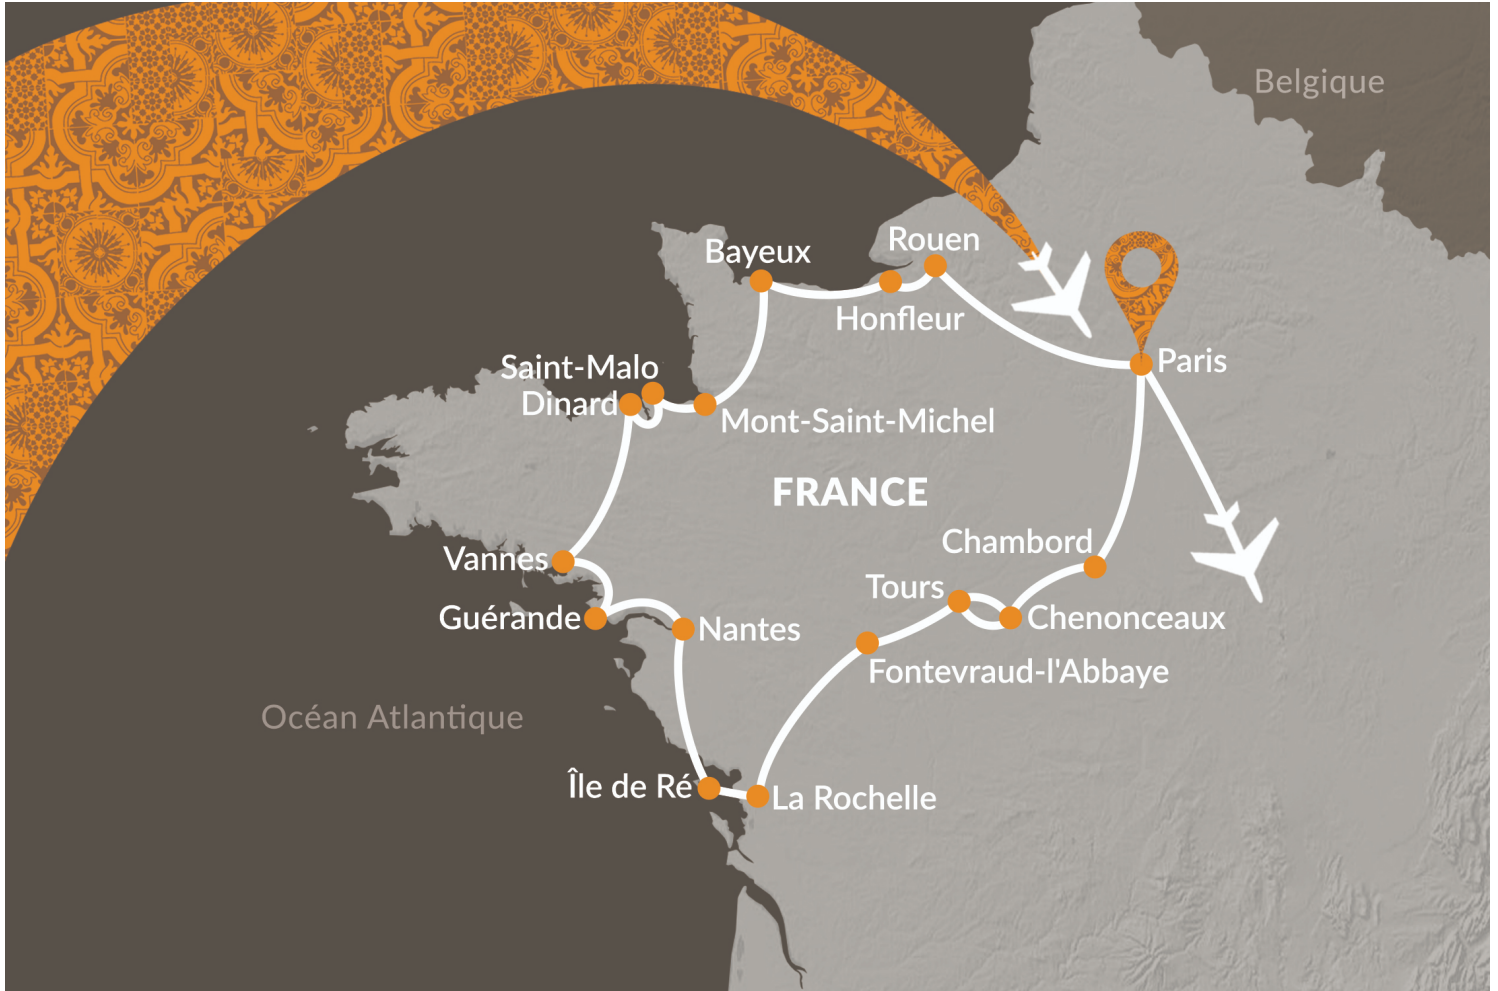 Belgique
Rouen
Bayeux
Honfleur
Paris
Saint-Malo
Dinard
Mont-Saint-Michel
FRANCE
Chambord
Vannes
Tours
Guérande
Chenonceaux
Nantes
Fontevraud-l'Abbaye
Océan Atlantique
Île de Ré
La Rochelle